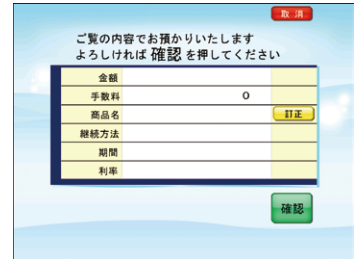 取消
ご覧の内容でお預かりいたします
よろしければ 確認 を押してください
金額
手数料 0
商品名 訂正
継続方法
期間
利率
確認